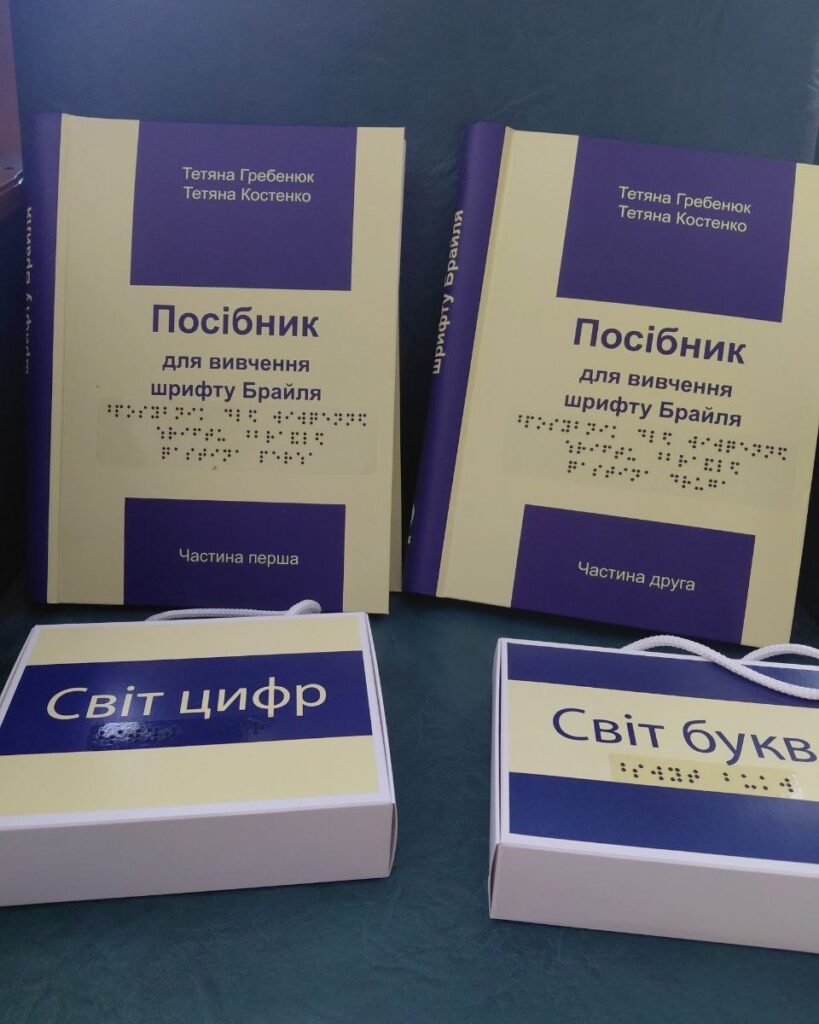 Тетяна Гребенюк
Тетяна Костенко
Посібник
для вивчення
шрифту Брайля
Частина перша
шрифту Брайля
Тетяна Гребенюк
Тетяна Костенко
Посібник
для вивчення
шрифту Брайля
Частина друга
Світ цифр
Світ букв